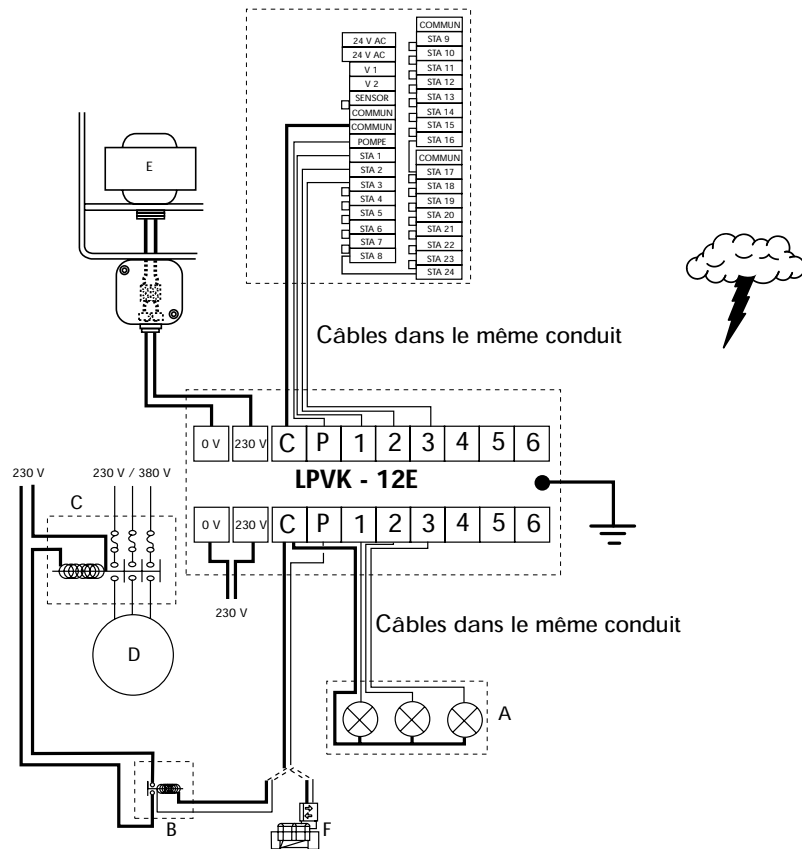 COMMUN
STA 9
STA 10
STA 11
STA 12
STA 13
STA 14
STA 15
STA 16
COMMUN
STA 17
STA 18
STA 19
STA 20
STA 21
STA 22
STA 23
STA 24
24 V AC
24 V AC
V 1
V 2
SENSOR
COMMUN
COMMUN
POMPE
STA 1
STA 2
STA 3
STA 4
STA 5
STA 6
STA 7
STA 8
E
Câbles dans le même conduit
0 V 230 V C P 1 2 3 4 5 6
LPVK - 12E
0 V 230 V C P 1 2 3 4 5 6
230 V
230 V 230 V / 380 V
C
D
Câbles dans le même conduit
A
B
F